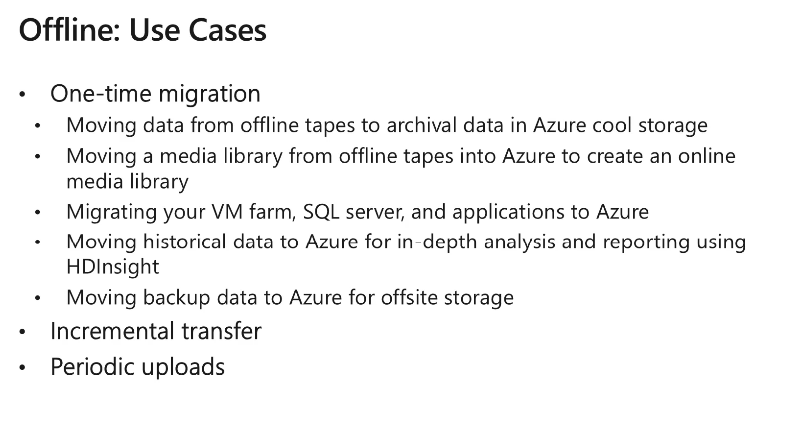 Offline: Use Cases
• One-time migration
• Moving data from offline tapes to archival data in Azure cool storage
• Moving a media library from offline tapes into Azure to create an online
media library
• Migrating your VM farm, SQL server, and applications to Azure
• Moving historical data to Azure for in-depth analysis and reporting using
HDInsight
• Moving backup data to Azure for offsite storage
• Incremental transfer
• Periodic uploads